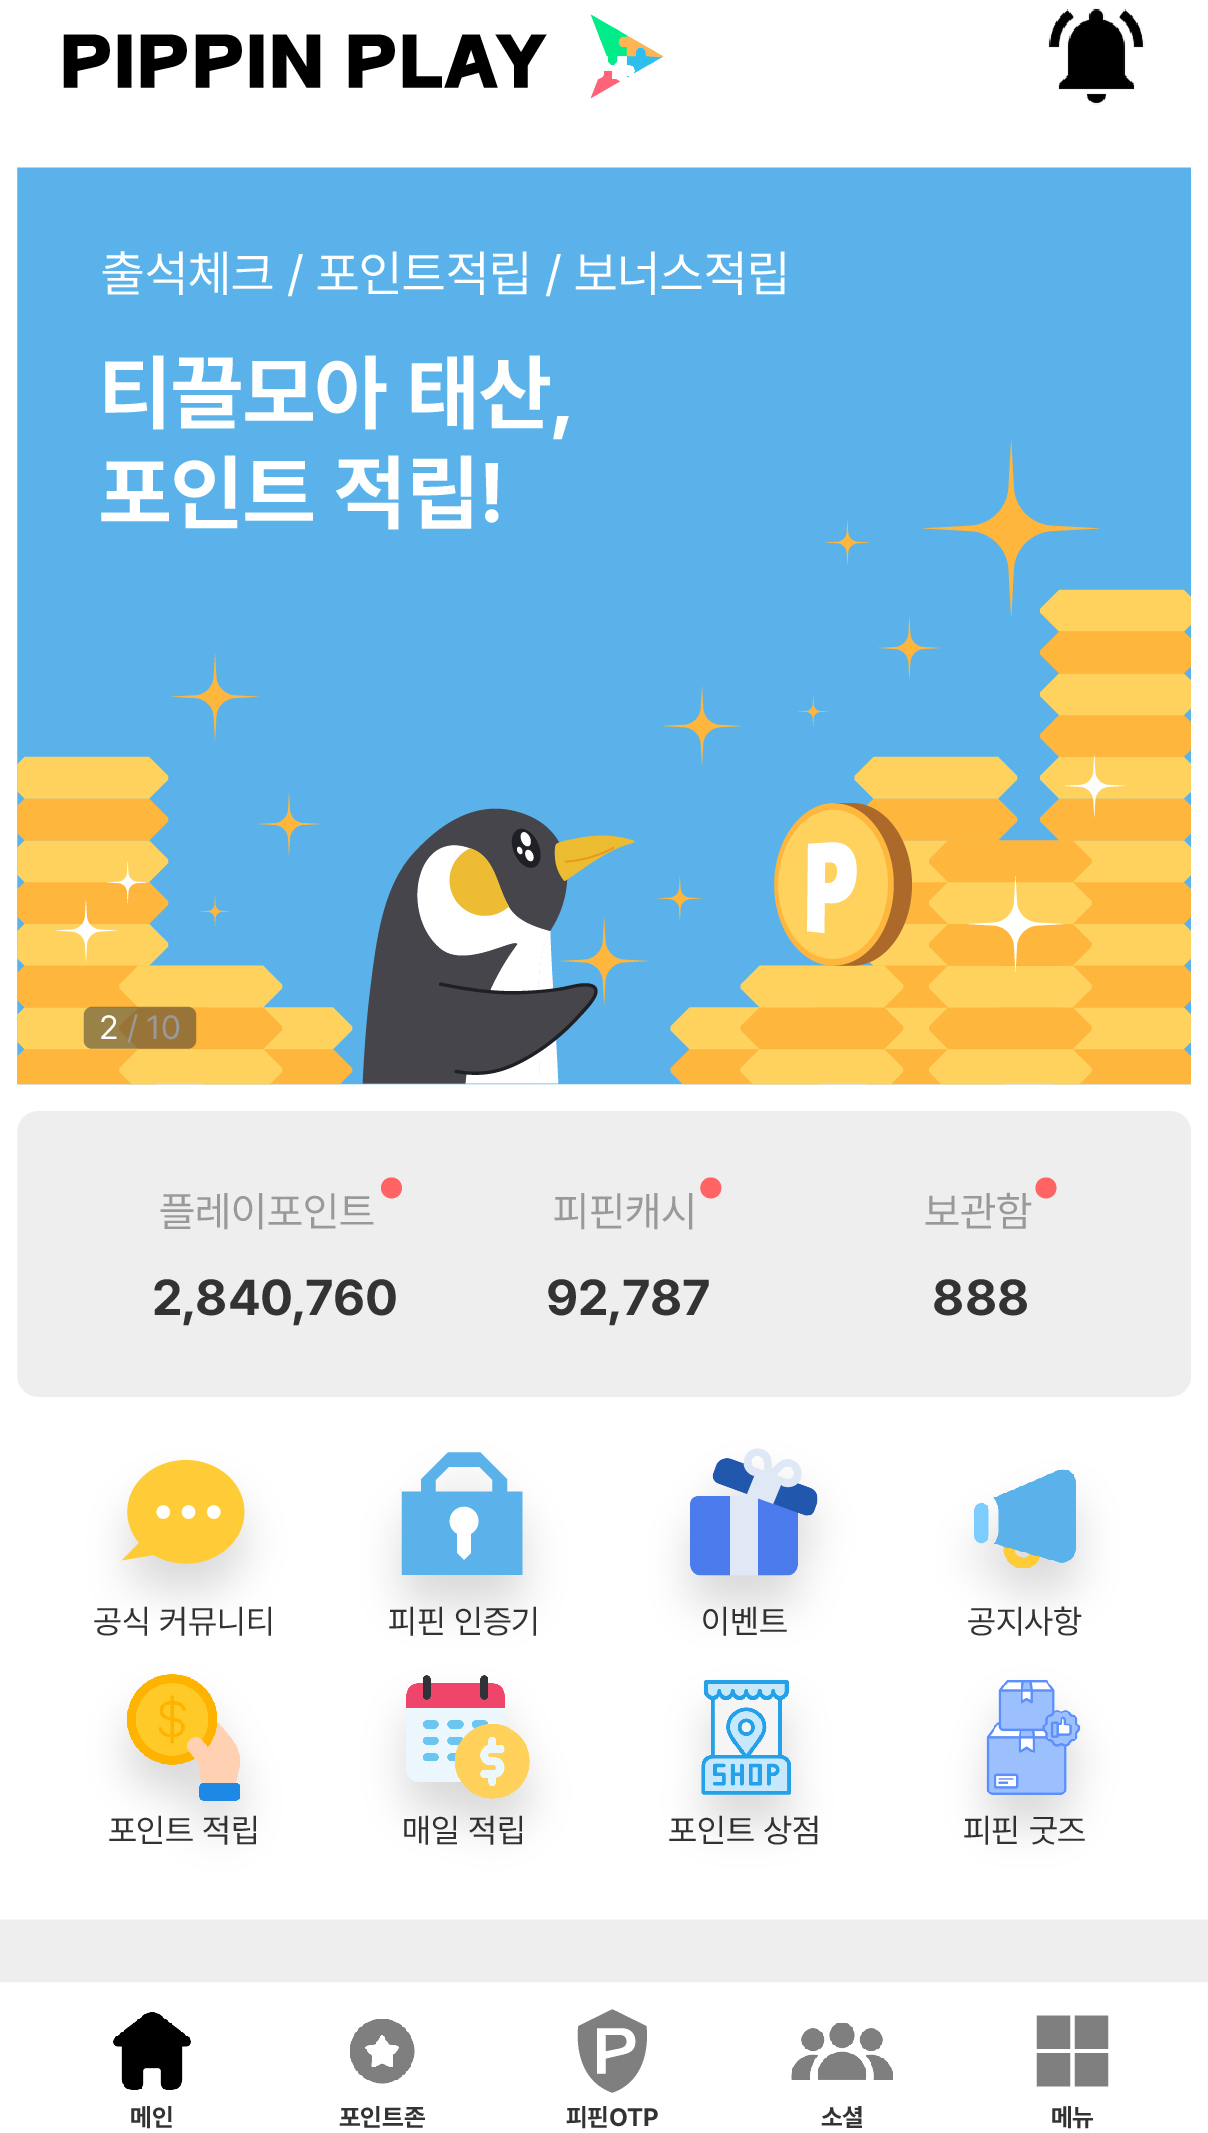 PIPPIN PLAY
출석체크 / 포인트적립 / 보너스적립
티끌모아 태산,
포인트 적립!
P
2 / 10
플레이포인트 피핀캐시 보관함
2,840,760 92,787 888
공식 커뮤니티 피핀 인증기 이벤트 공지사항
$ $ SHOP
포인트 적립 매일 적립 포인트 상점 피핀 굿즈
P
메인 포인트존 피핀OTP 소셜 메뉴